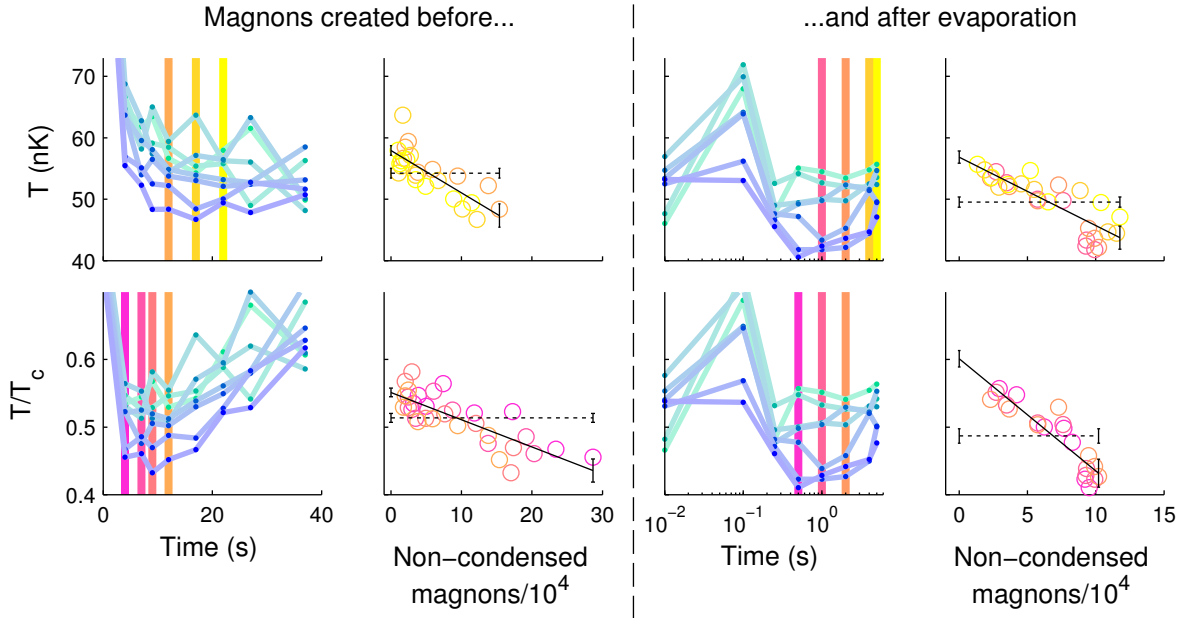 Magnons created before...
...and after evaporation
T (nK)
70
60
50
40
T/T_c
0.6
0.5
0.4
0 20 40
Time (s)
0 10 20 30
Non−condensed
magnons/10^4
10^−2 10^−1 10^0
Time (s)
0 5 10 15
Non−condensed
magnons/10^4